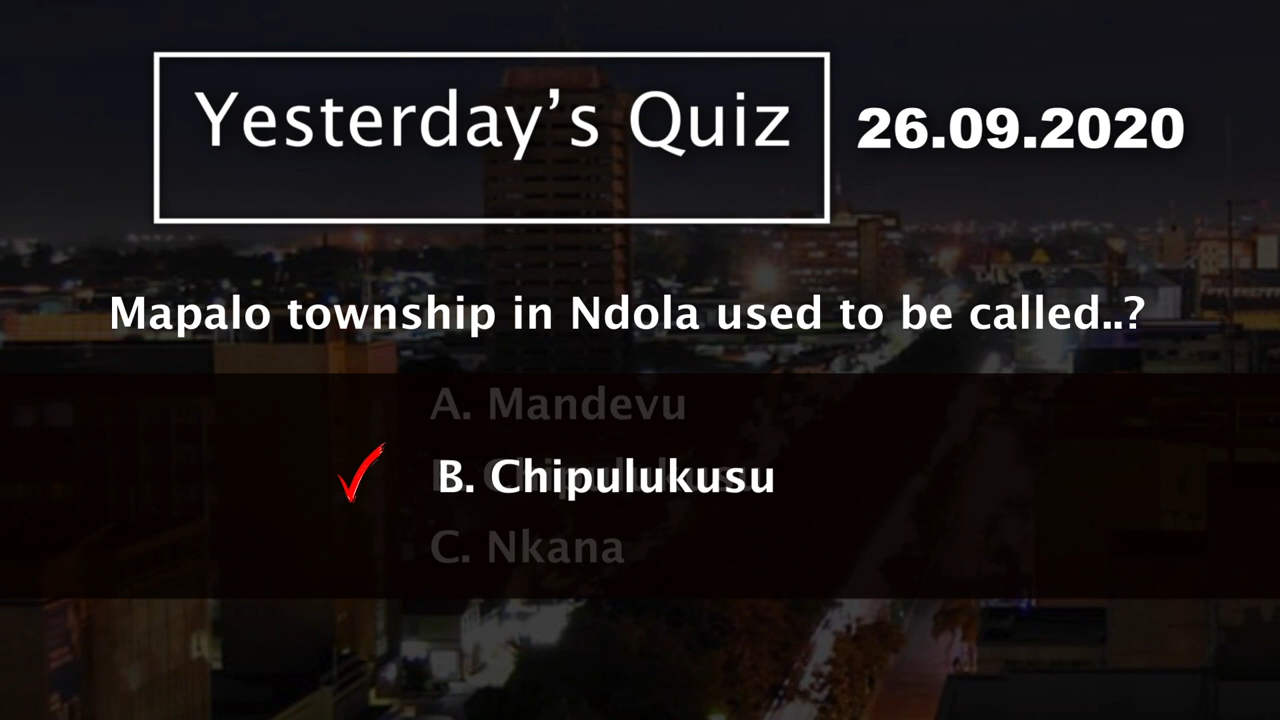 Yesterday's Quiz 26.09.2020
Mapalo township in Ndola used to be called..?
A. Mandevu
B. Chipulukusu
C. Nkana